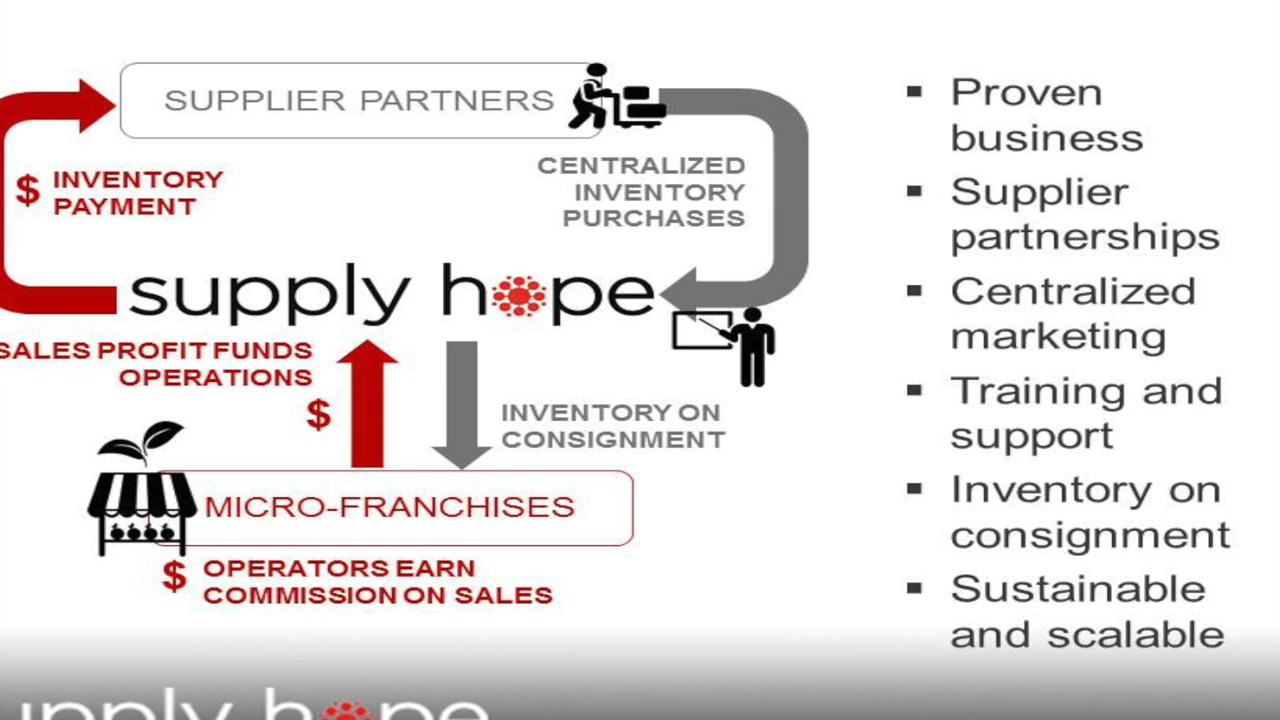 SUPPLIER PARTNERS
$ INVENTORY
PAYMENT
CENTRALIZED
INVENTORY
PURCHASES
supply hope
SALES PROFIT FUNDS
OPERATIONS
$
INVENTORY ON
CONSIGNMENT
MICRO-FRANCHISES
$ OPERATORS EARN
COMMISSION ON SALES
▪ Proven
business
▪ Supplier
partnerships
▪ Centralized
marketing
▪ Training and
support
▪ Inventory on
consignment
▪ Sustainable
and scalable
upply hope